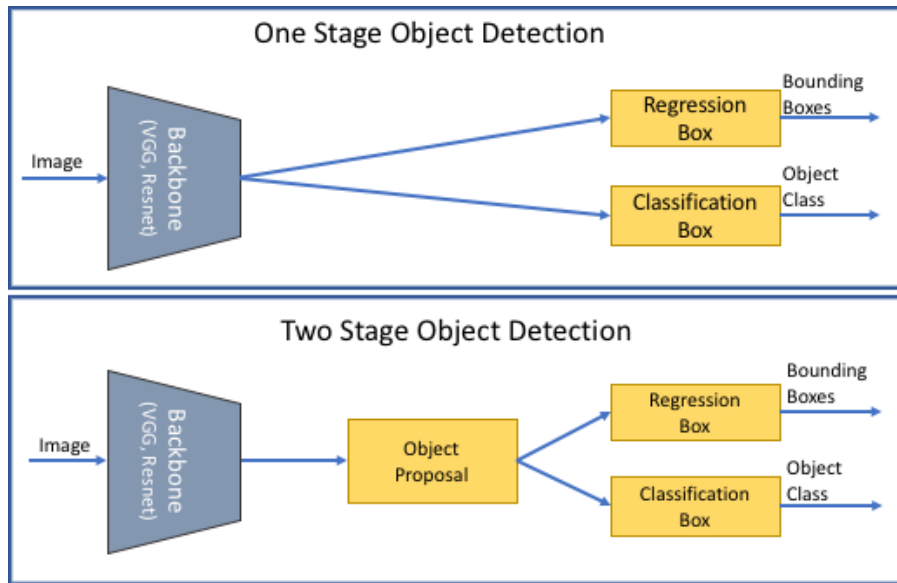 One Stage Object Detection
Image
Backbone
(VGG, Resnet)
Regression
Box
Bounding
Boxes
Classification
Box
Object
Class
Two Stage Object Detection
Image
Backbone
(VGG, Resnet)
Object
Proposal
Regression
Box
Bounding
Boxes
Classification
Box
Object
Class